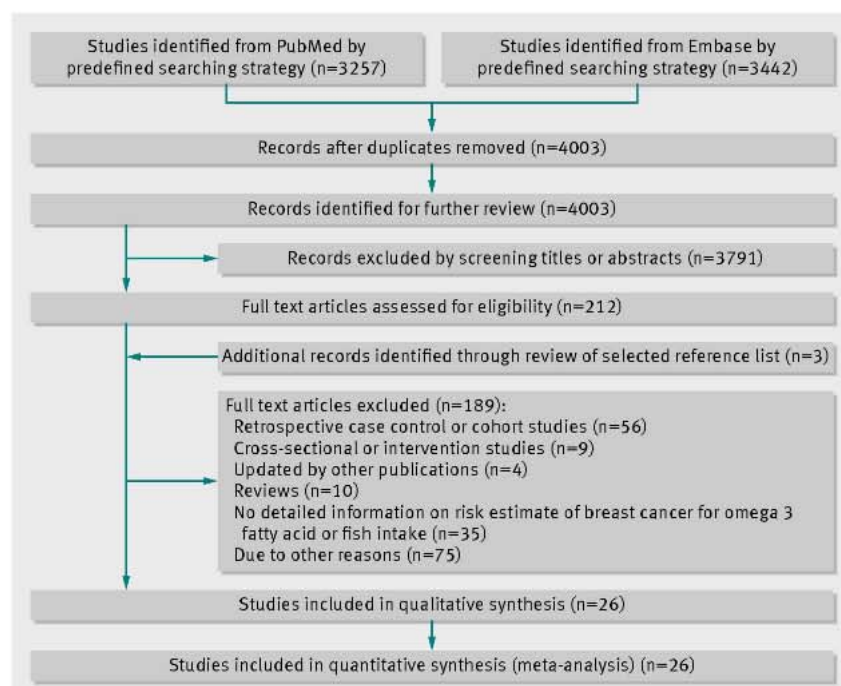 Studies identified from PubMed by
predefined searching strategy (n=3257)
Studies identified from Embase by
predefined searching strategy (n=3442)
Records after duplicates removed (n=4003)
Records identified for further review (n=4003)
Records excluded by screening titles or abstracts (n=3791)
Full text articles assessed for eligibility (n=212)
Additional records identified through review of selected reference list (n=3)
Full text articles excluded (n=189):
Retrospective case control or cohort studies (n=56)
Cross-sectional or intervention studies (n=9)
Updated by other publications (n=4)
Reviews (n=10)
No detailed information on risk estimate of breast cancer for omega 3
fatty acid or fish intake (n=35)
Due to other reasons (n=75)
Studies included in qualitative synthesis (n=26)
Studies included in quantitative synthesis (meta-analysis) (n=26)